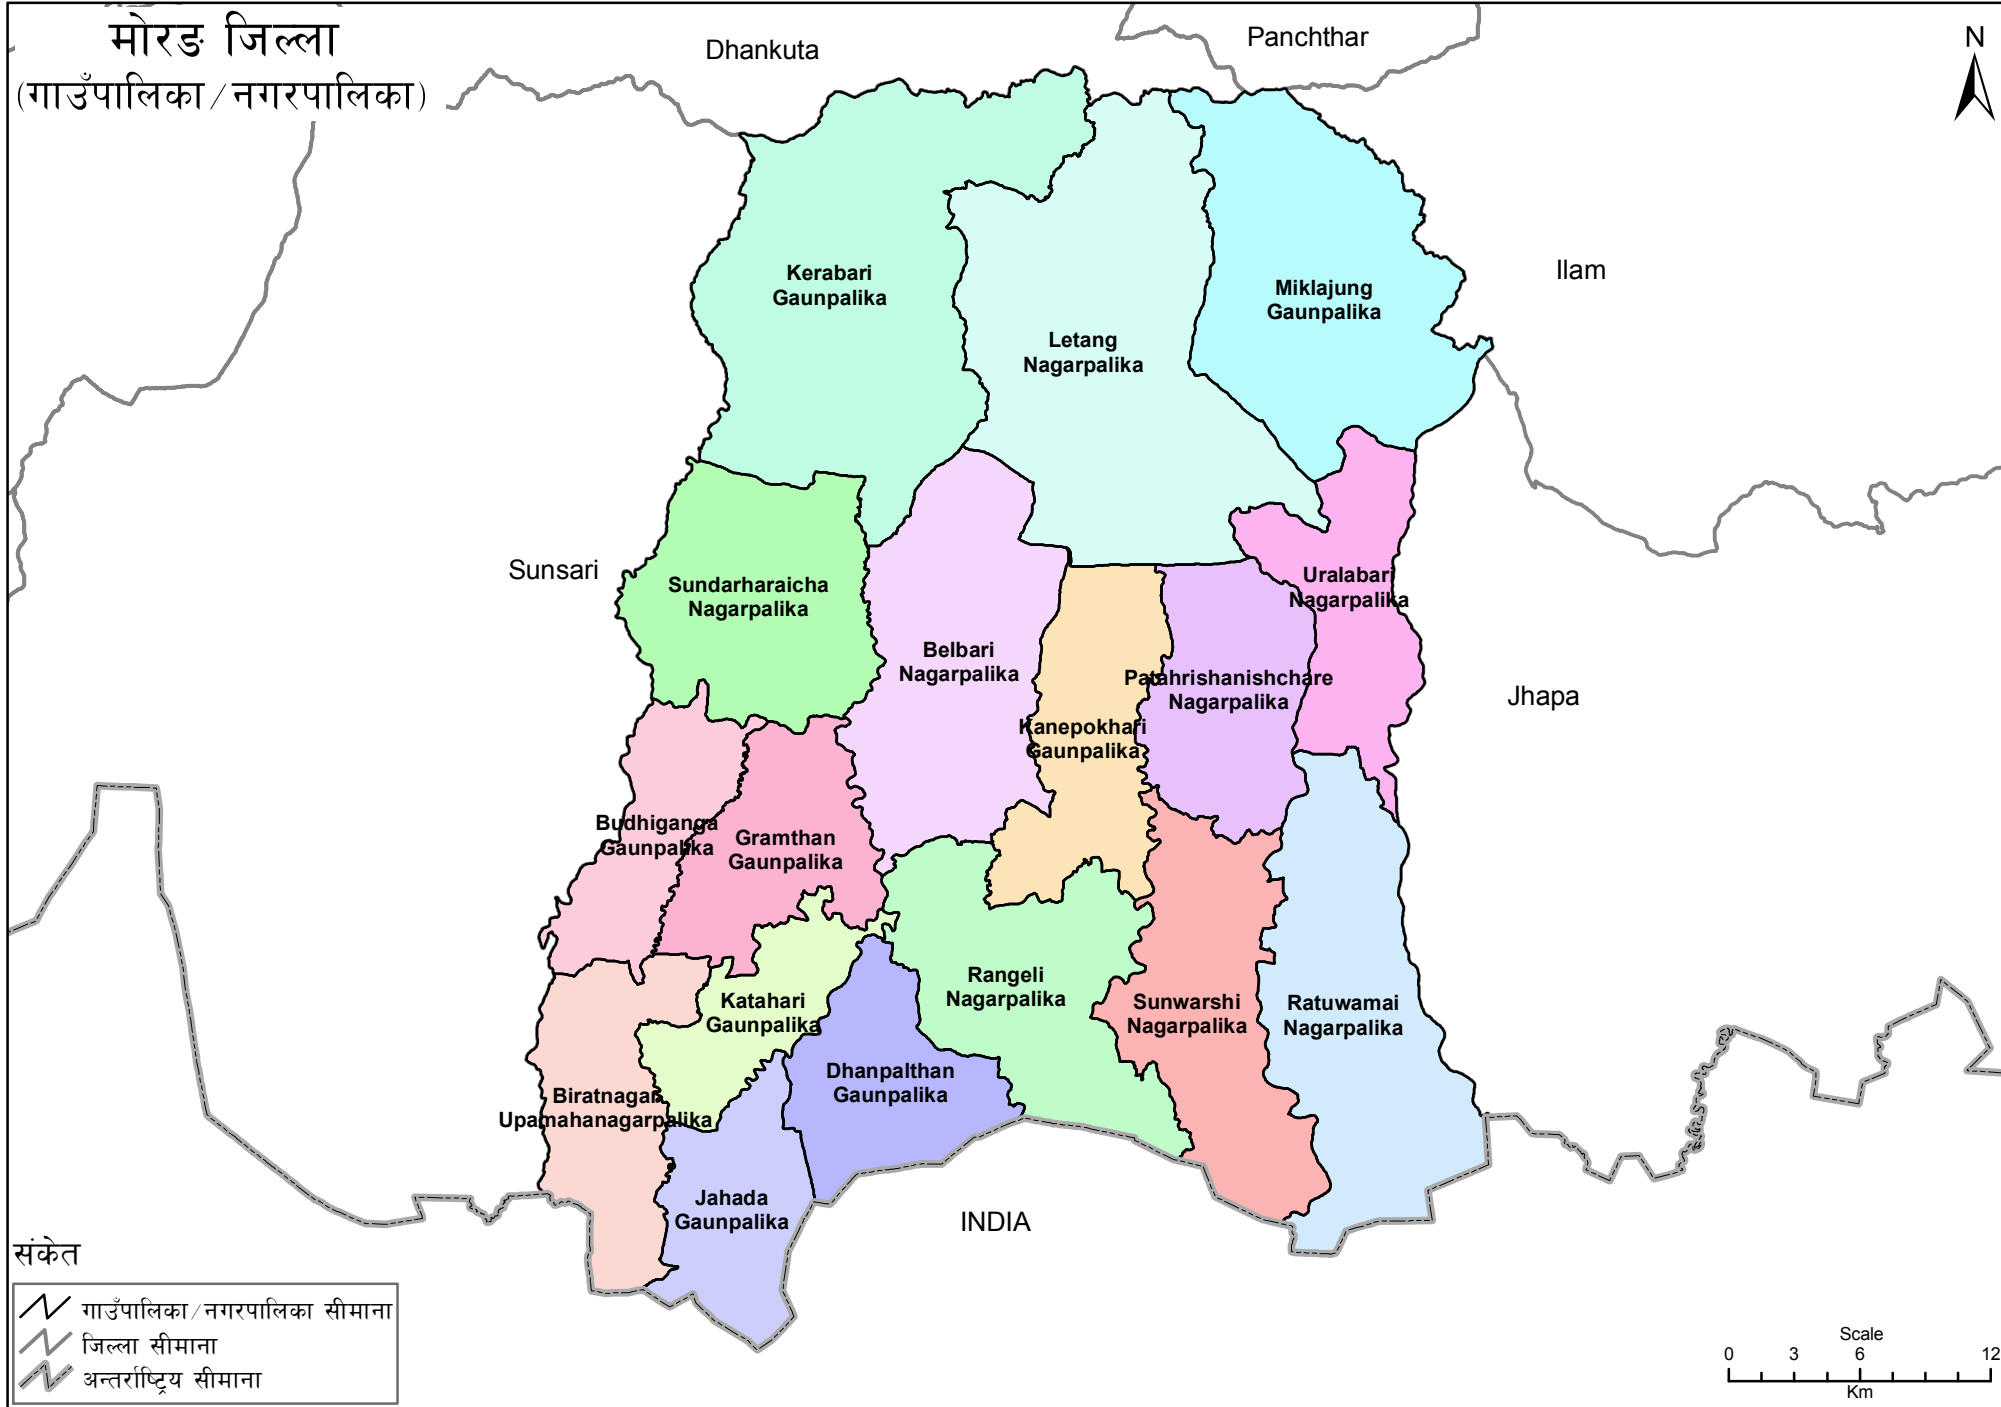 मोरङ जिल्ला
(गाउँपालिका/नगरपालिका)
Dhankuta
Panchthar
N
Ilam
Kerabari
Gaunpalika
Miklajung
Gaunpalika
Letang
Nagarpalika
Sunsari
Sundarharaicha
Nagarpalika
Uralabari
Nagarpalika
Belbari
Nagarpalika
Patahrishanishchare
Nagarpalika
Jhapa
Kanepokhari
Gaunpalika
Budhiganga
Gaunpalika
Gramthan
Gaunpalika
Rangeli
Nagarpalika
Katahari
Gaunpalika
Sunwarshi
Nagarpalika
Ratuwamai
Nagarpalika
Dhanpalthan
Gaunpalika
Biratnagar
Upamahanagarpalika
Jahada
Gaunpalika
INDIA
संकेत
गाउँपालिका/नगरपालिका सीमाना
जिल्ला सीमाना
अन्तर्राष्ट्रिय सीमाना
Scale
0 3 6 12
Km